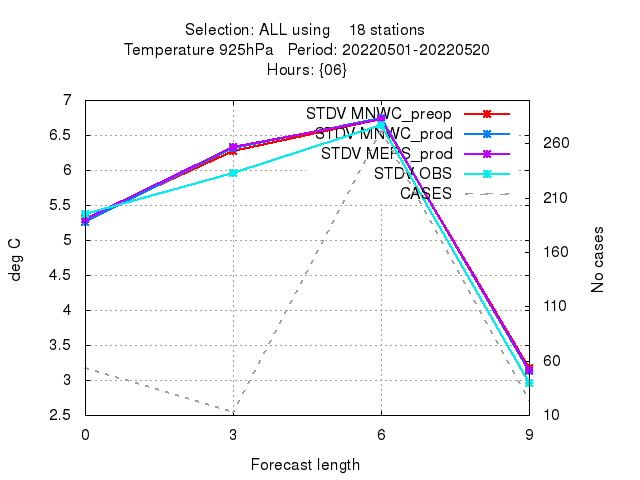 Selection: ALL using 18 stations
Temperature 925hPa Period: 20220501-20220520
Hours: {06}
STDV MNWC_preop
STDV MNWC_prod
STDV MEPS_prod
STDV OBS
CASES
7
6.5
6
5.5
5
4.5
4
3.5
3
2.5
deg C
260
210
160
110
60
10
No cases
0 3 6 9
Forecast length